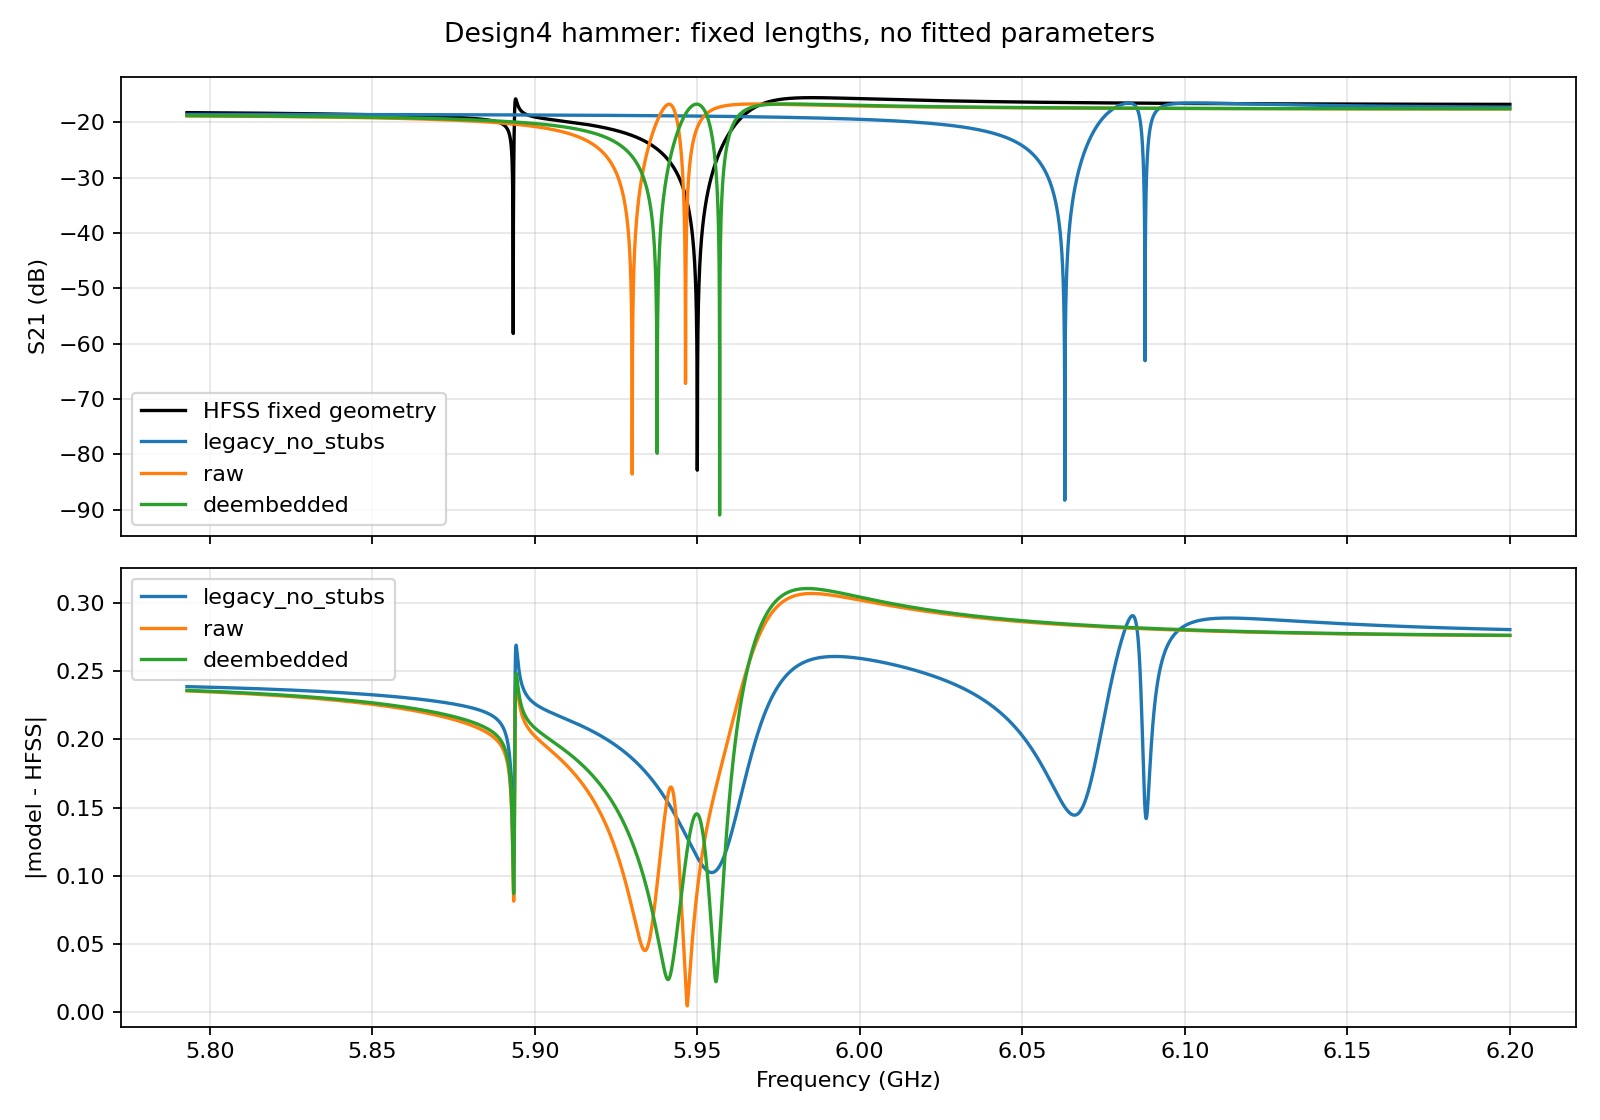 Design4 hammer: fixed lengths, no fitted parameters
−20
−30
−40
−50
−60
−70
−80
−90
S21 (dB)
HFSS fixed geometry
legacy_no_stubs
raw
deembedded
0.30
0.25
0.20
0.15
0.10
0.05
0.00
|model - HFSS|
legacy_no_stubs
raw
deembedded
5.80 5.85 5.90 5.95 6.00 6.05 6.10 6.15 6.20
Frequency (GHz)